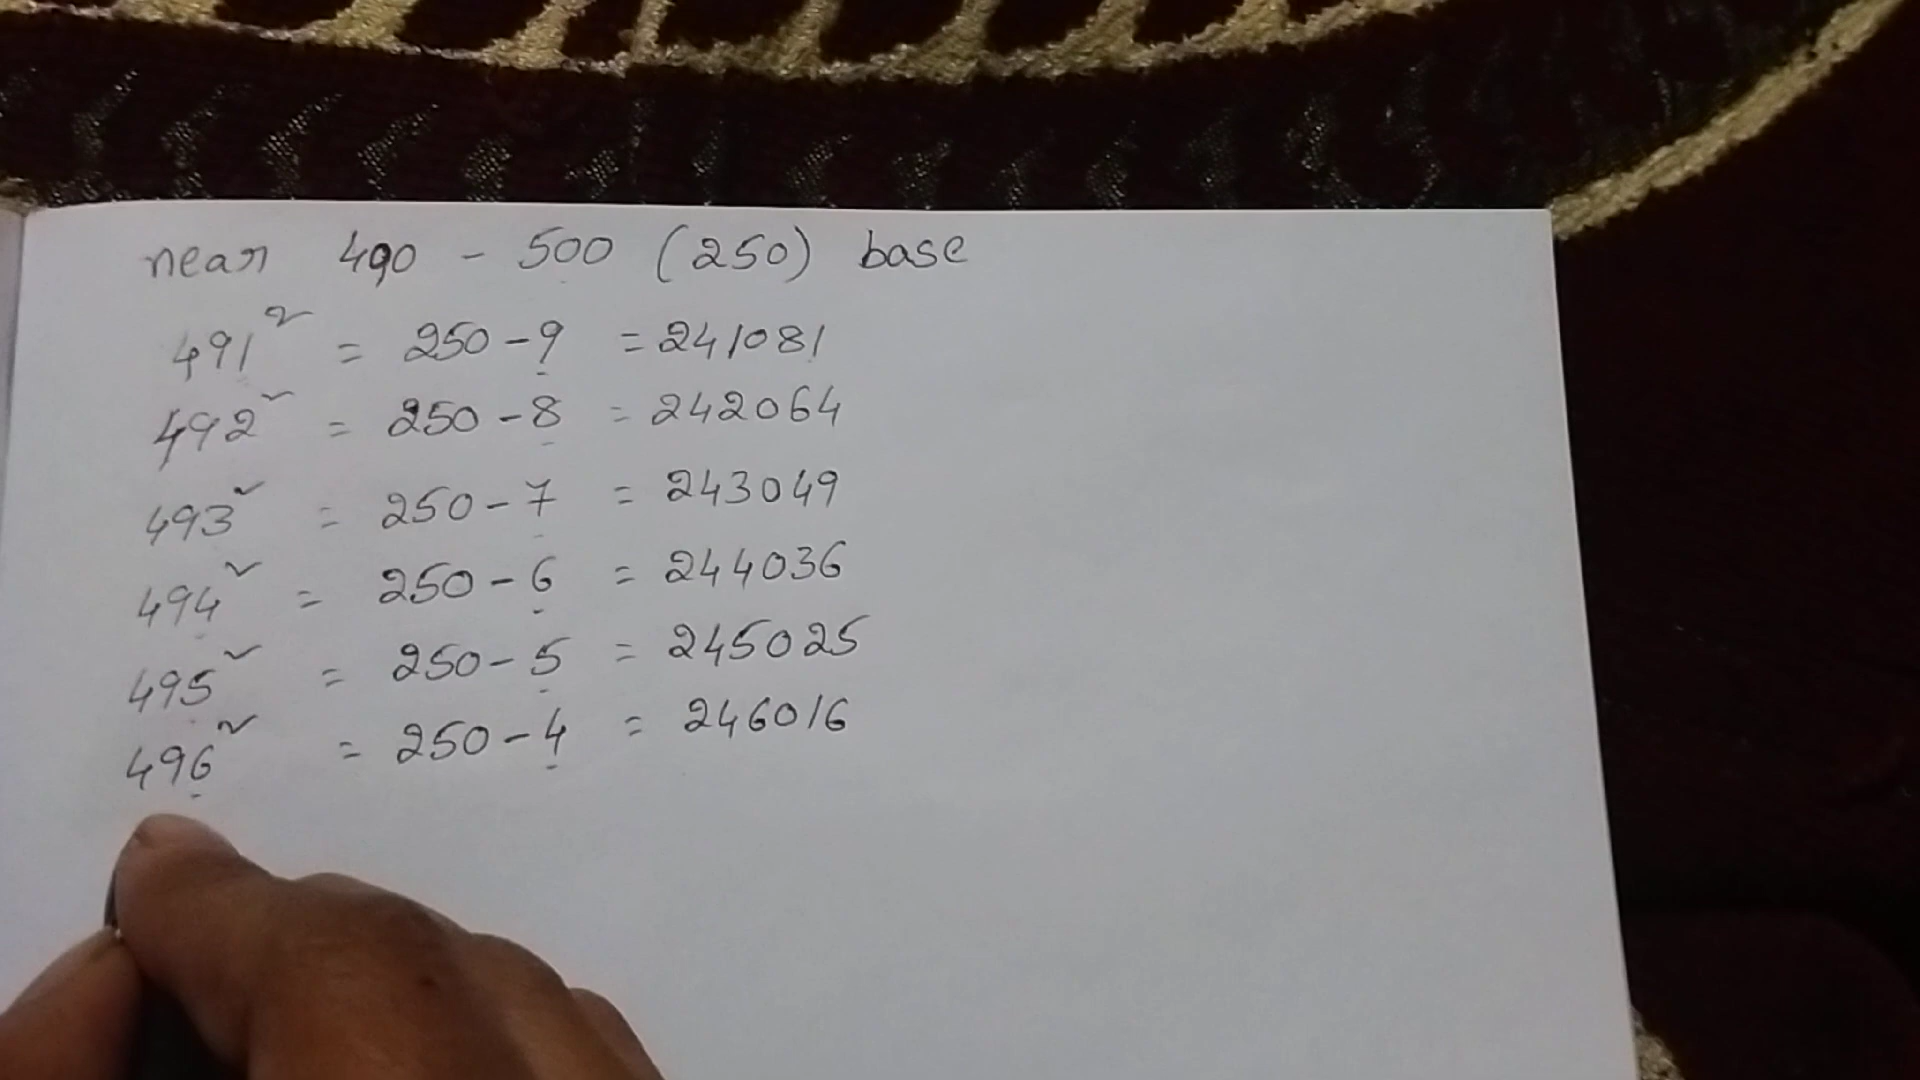 near 490 - 500 (250) base
491² = 250 - 9 = 241081
492² = 250 - 8 = 242064
493² = 250 - 7 = 243049
494² = 250 - 6 = 244036
495² = 250 - 5 = 245025
496² = 250 - 4 = 246016